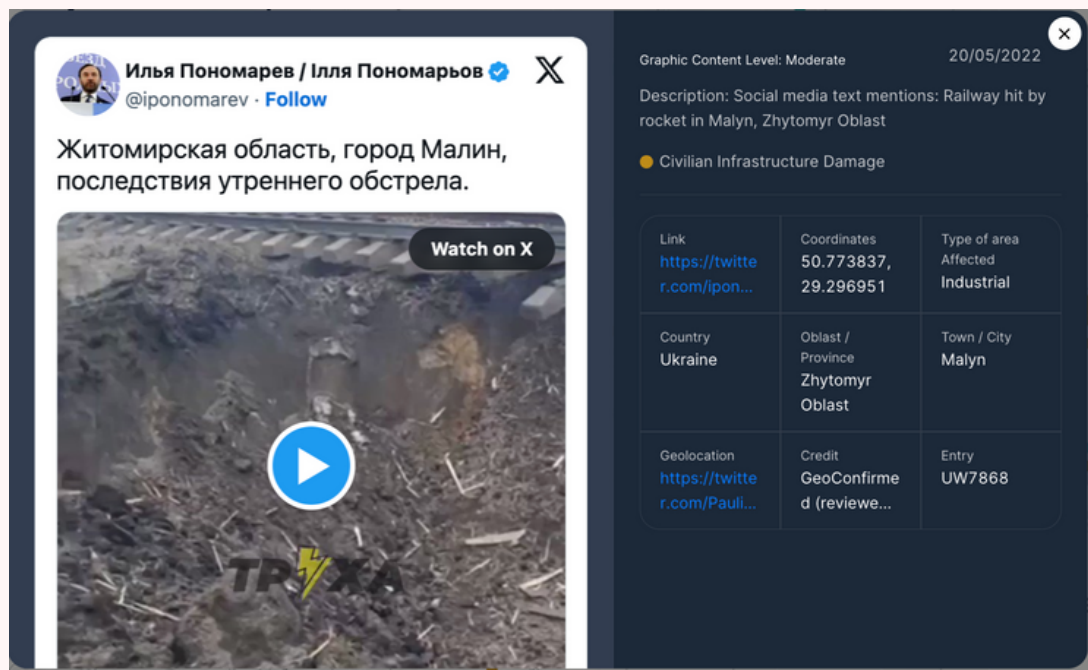 Илья Пономарев / Ілля Пономарьов
@iponomarev · Follow
Житомирская область, город Малин,
последствия утреннего обстрела.
Watch on X
ТРУХА
20/05/2022
Graphic Content Level: Moderate
Description: Social media text mentions: Railway hit by
rocket in Malyn, Zhytomyr Oblast
Civilian Infrastructure Damage
Link
https://twitte
r.com/ipon...
Coordinates
50.773837,
29.296951
Type of area
Affected
Industrial
Country
Ukraine
Oblast /
Province
Zhytomyr
Oblast
Town / City
Malyn
Geolocation
https://twitte
r.com/Pauli...
Credit
GeoConfirme
d (reviewe...
Entry
UW7868